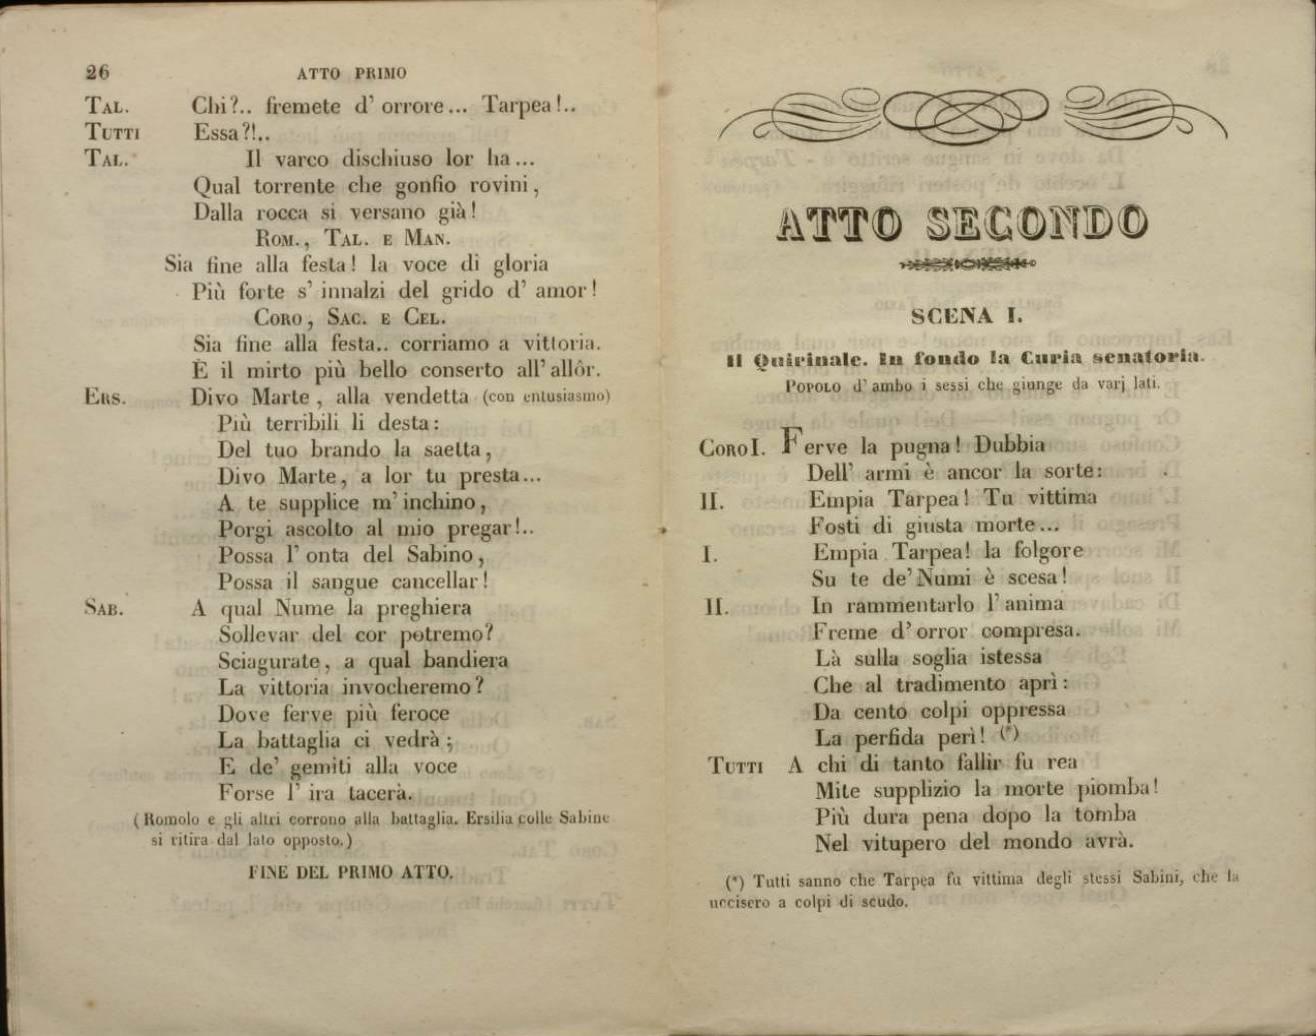 26 ATTO PRIMO
TAL. Chi?.. fremete d' orrore... Tarpea!..
TUTTI Essa?!..
TAL. Il varco dischiuso lor ha...
Qual torrente che gonfio rovini,
Dalla rocca si versano già!
ROM., TAL. E MAN.
Sia fine alla festa! la voce di gloria
Più forte s' innalzi del grido d' amor!
CORO, SAC. E CEL.
Sia fine alla festa.. corriamo a vittoria.
È il mirto più bello conserto all' allôr.
ERS. Divo Marte, alla vendetta (con entusiasmo)
Più terribili li desta:
Del tuo brando la saetta,
Divo Marte, a lor tu presta...
A te supplice m' inchino,
Porgi ascolto al mio pregar!..
Possa l' onta del Sabino,
Possa il sangue cancellar!
SAB. A qual Nume la preghiera
Sollevar del cor potremo?
Sciagurate, a qual bandiera
La vittoria invocheremo?
Dove ferve più feroce
La battaglia ci vedrà;
E de' gemiti alla voce
Forse l' ira tacerà.
(Romolo e gli altri corrono alla battaglia. Ersilia colle Sabine
si ritira dal lato opposto.)
FINE DEL PRIMO ATTO.
ATTO SECONDO
SCENA I.
Il Quirinale. In fondo la Curia senatoria.
POPOLO d' ambo i sessi che giunge da varj lati.
CORO I. Ferve la pugna! Dubbia
Dell' armi è ancor la sorte:
II. Empia Tarpea! Tu vittima
Fosti di giusta morte...
I. Empia Tarpea! la folgore
Su te de' Numi è scesa!
II. In rammentarlo l' anima
Freme d' orror compresa.
Là sulla soglia istessa
Che al tradimento aprì:
Da cento colpi oppressa
La perfida perì! (*)
TUTTI A chi di tanto fallir fu rea
Mite supplizio la morte piomba!
Più dura pena dopo la tomba
Nel vitupero del mondo avrà.
(*) Tutti sanno che Tarpea fu vittima degli stessi Sabini, che la
uccisero a colpi di scudo.